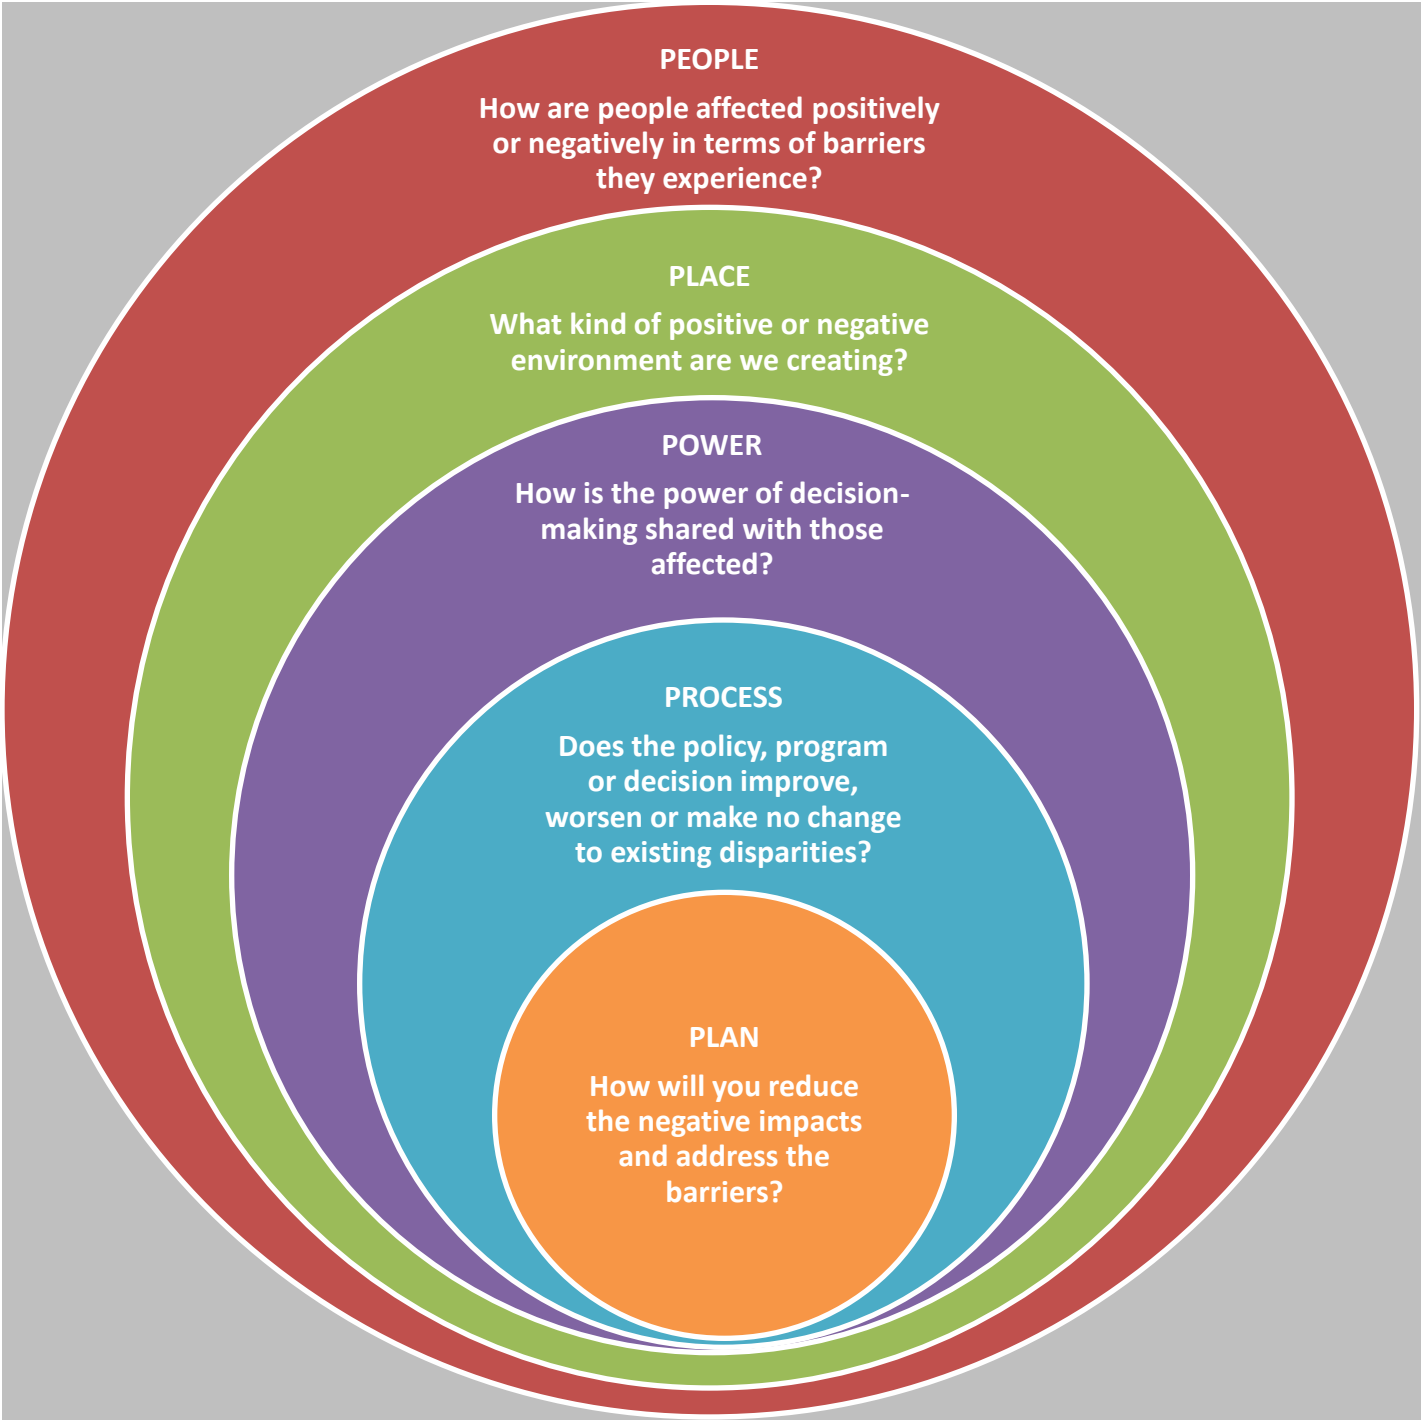 PEOPLE
How are people affected positively
or negatively in terms of barriers
they experience?
PLACE
What kind of positive or negative
environment are we creating?
POWER
How is the power of decision-
making shared with those
affected?
PROCESS
Does the policy, program
or decision improve,
worsen or make no change
to existing disparities?
PLAN
How will you reduce
the negative impacts
and address the
barriers?